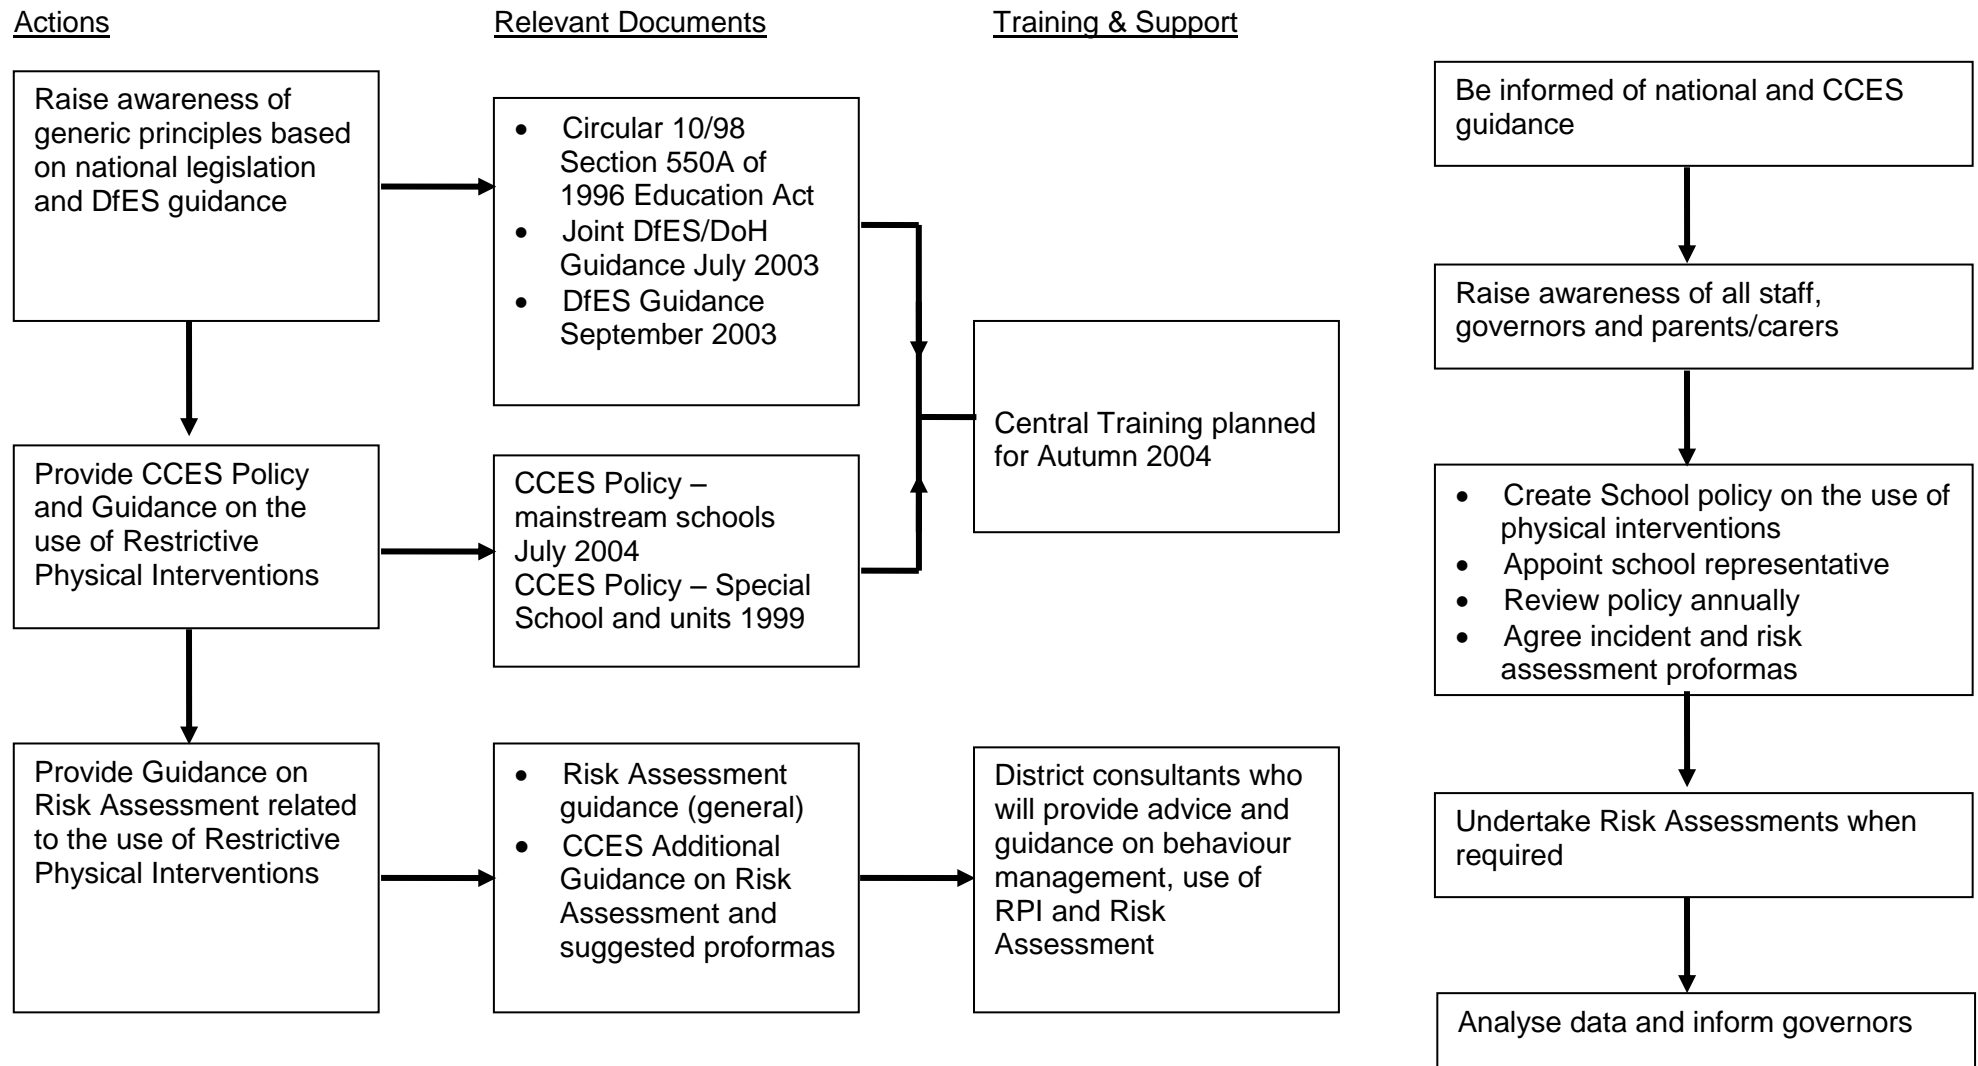 Actions
Relevant Documents
Training & Support
Raise awareness of
generic principles based
on national legislation
and DfES guidance
• Circular 10/98
Section 550A of
1996 Education Act
• Joint DfES/DoH
Guidance July 2003
• DfES Guidance
September 2003
Central Training planned
for Autumn 2004
Provide CCES Policy
and Guidance on the
use of Restrictive
Physical Interventions
CCES Policy –
mainstream schools
July 2004
CCES Policy – Special
School and units 1999
Provide Guidance on
Risk Assessment related
to the use of Restrictive
Physical Interventions
• Risk Assessment
guidance (general)
• CCES Additional
Guidance on Risk
Assessment and
suggested proformas
District consultants who
will provide advice and
guidance on behaviour
management, use of
RPI and Risk
Assessment
Be informed of national and CCES
guidance
Raise awareness of all staff,
governors and parents/carers
• Create School policy on the use of
physical interventions
• Appoint school representative
• Review policy annually
• Agree incident and risk
assessment proformas
Undertake Risk Assessments when
required
Analyse data and inform governors